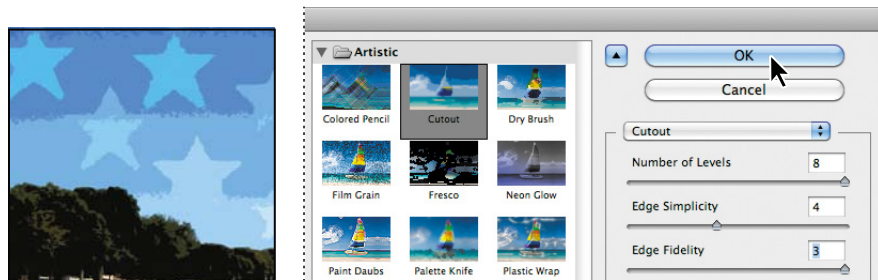 Artistic
Colored Pencil
Cutout
Dry Brush
Film Grain
Fresco
Neon Glow
Paint Daubs
Palette Knife
Plastic Wrap
OK
Cancel
Cutout
Number of Levels 8
Edge Simplicity 4
Edge Fidelity 3